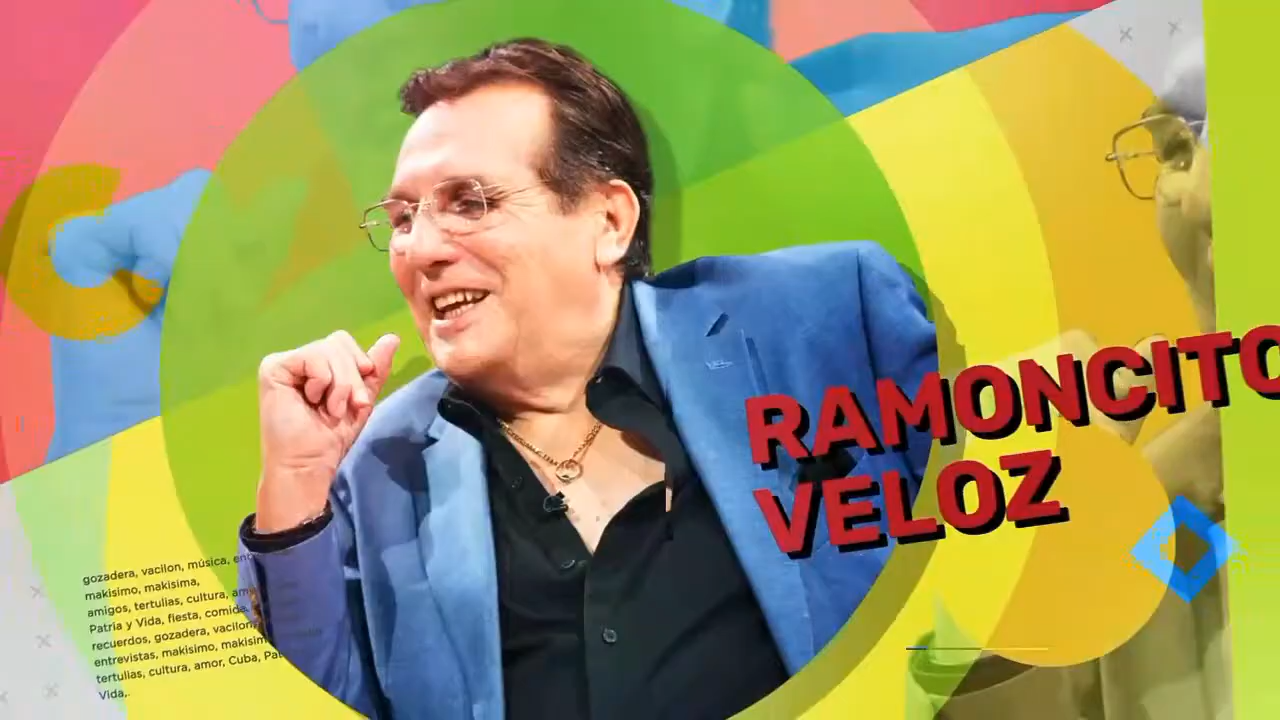 RAMONCITO
VELOZ
gozadera, vacilon, música,
makisimo, makisima,
amigos, tertulias, cultura,
Patria y Vida, fiesta, comida,
recuerdos, gozadera, vacilon,
entrevistas, makisimo,
tertulias, cultura, amor, Cuba,
Vida,.